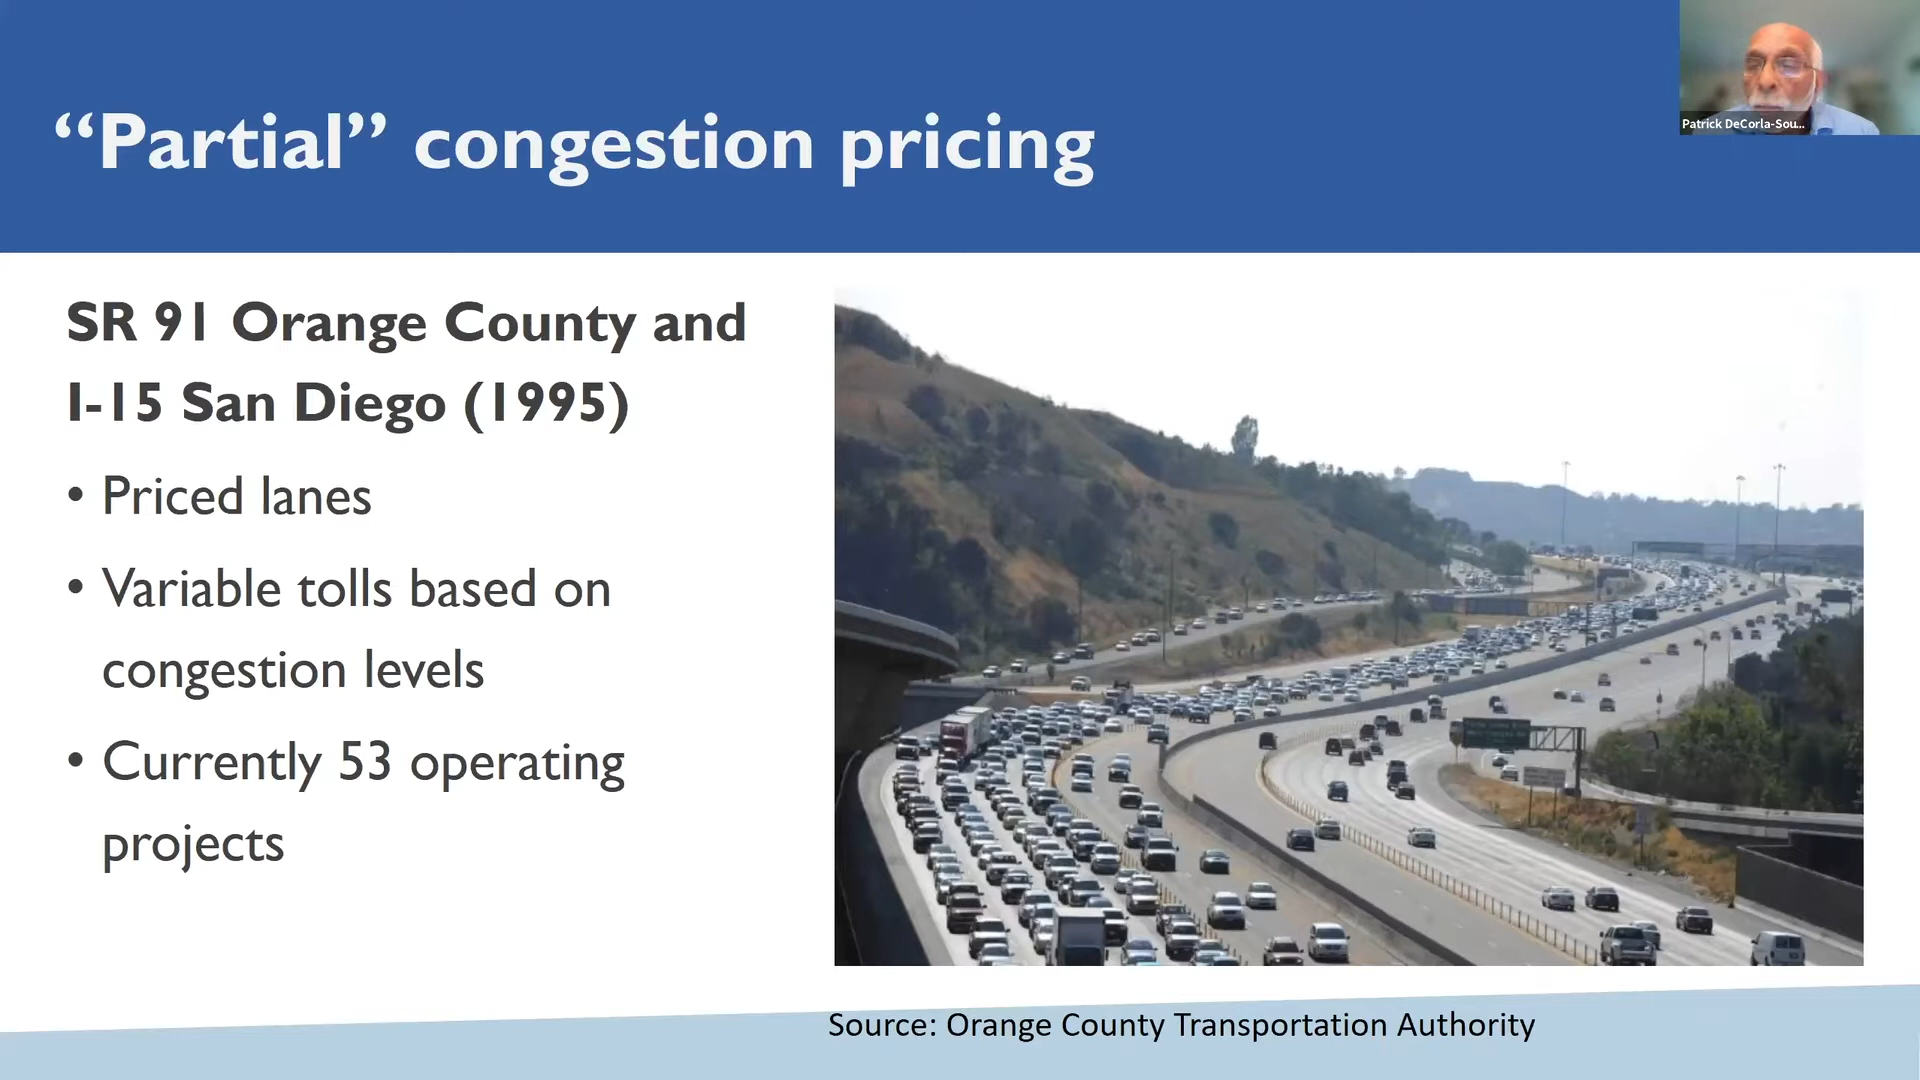 “Partial” congestion pricing
Patrick DeCorla-Sou...
SR 91 Orange County and
I-15 San Diego (1995)
• Priced lanes
• Variable tolls based on
congestion levels
• Currently 53 operating
projects
Source: Orange County Transportation Authority